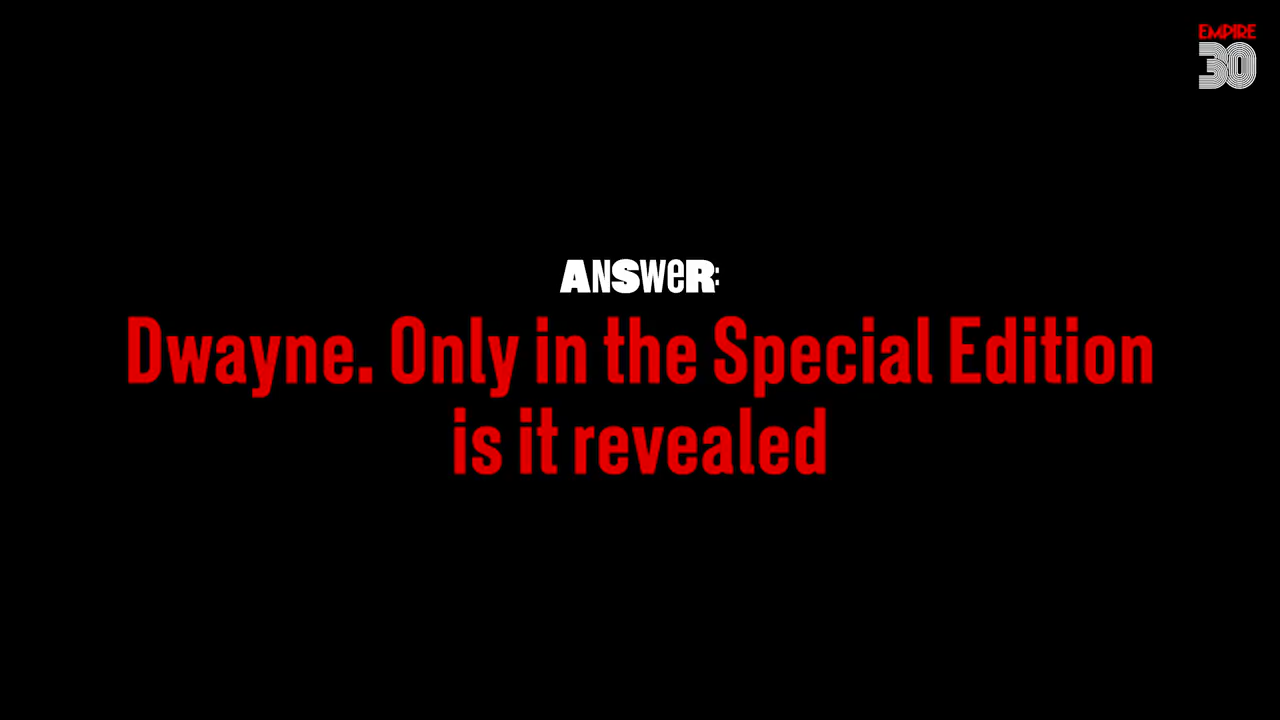 EMPIRE
30
ANSWeR:
Dwayne. Only in the Special Edition
is it revealed